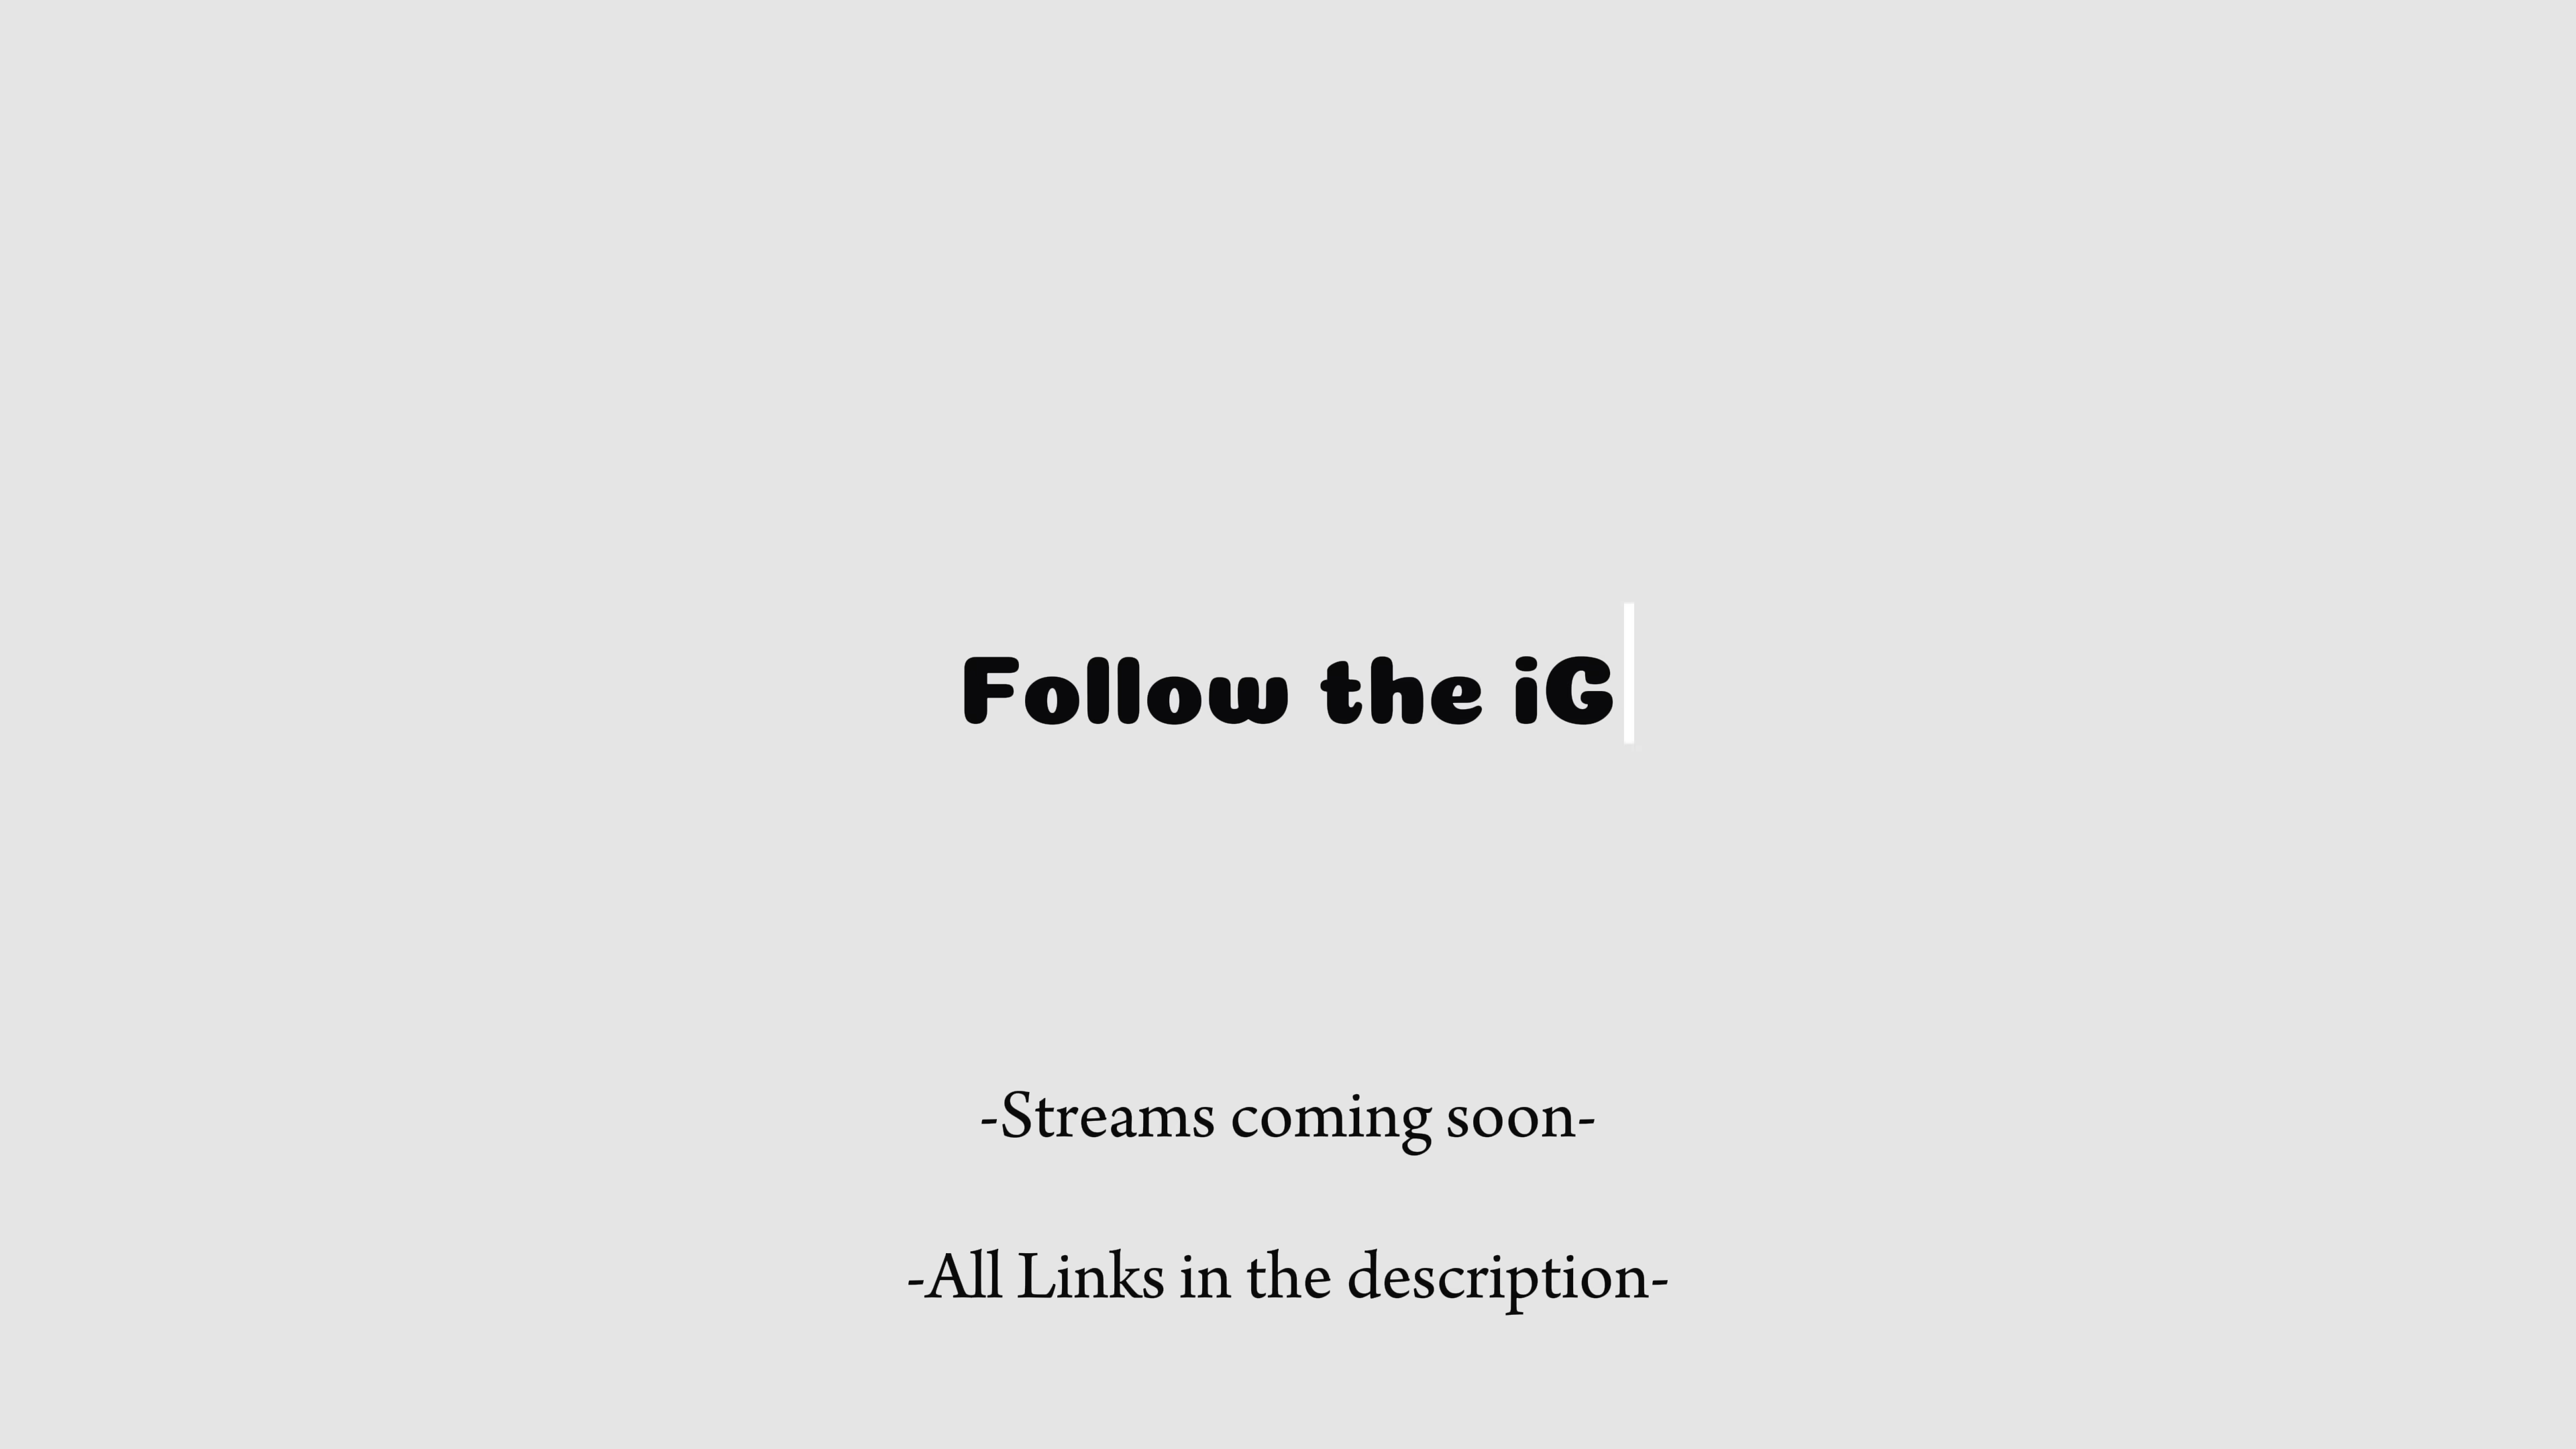 Follow the iG
-Streams coming soon-
-All Links in the description-